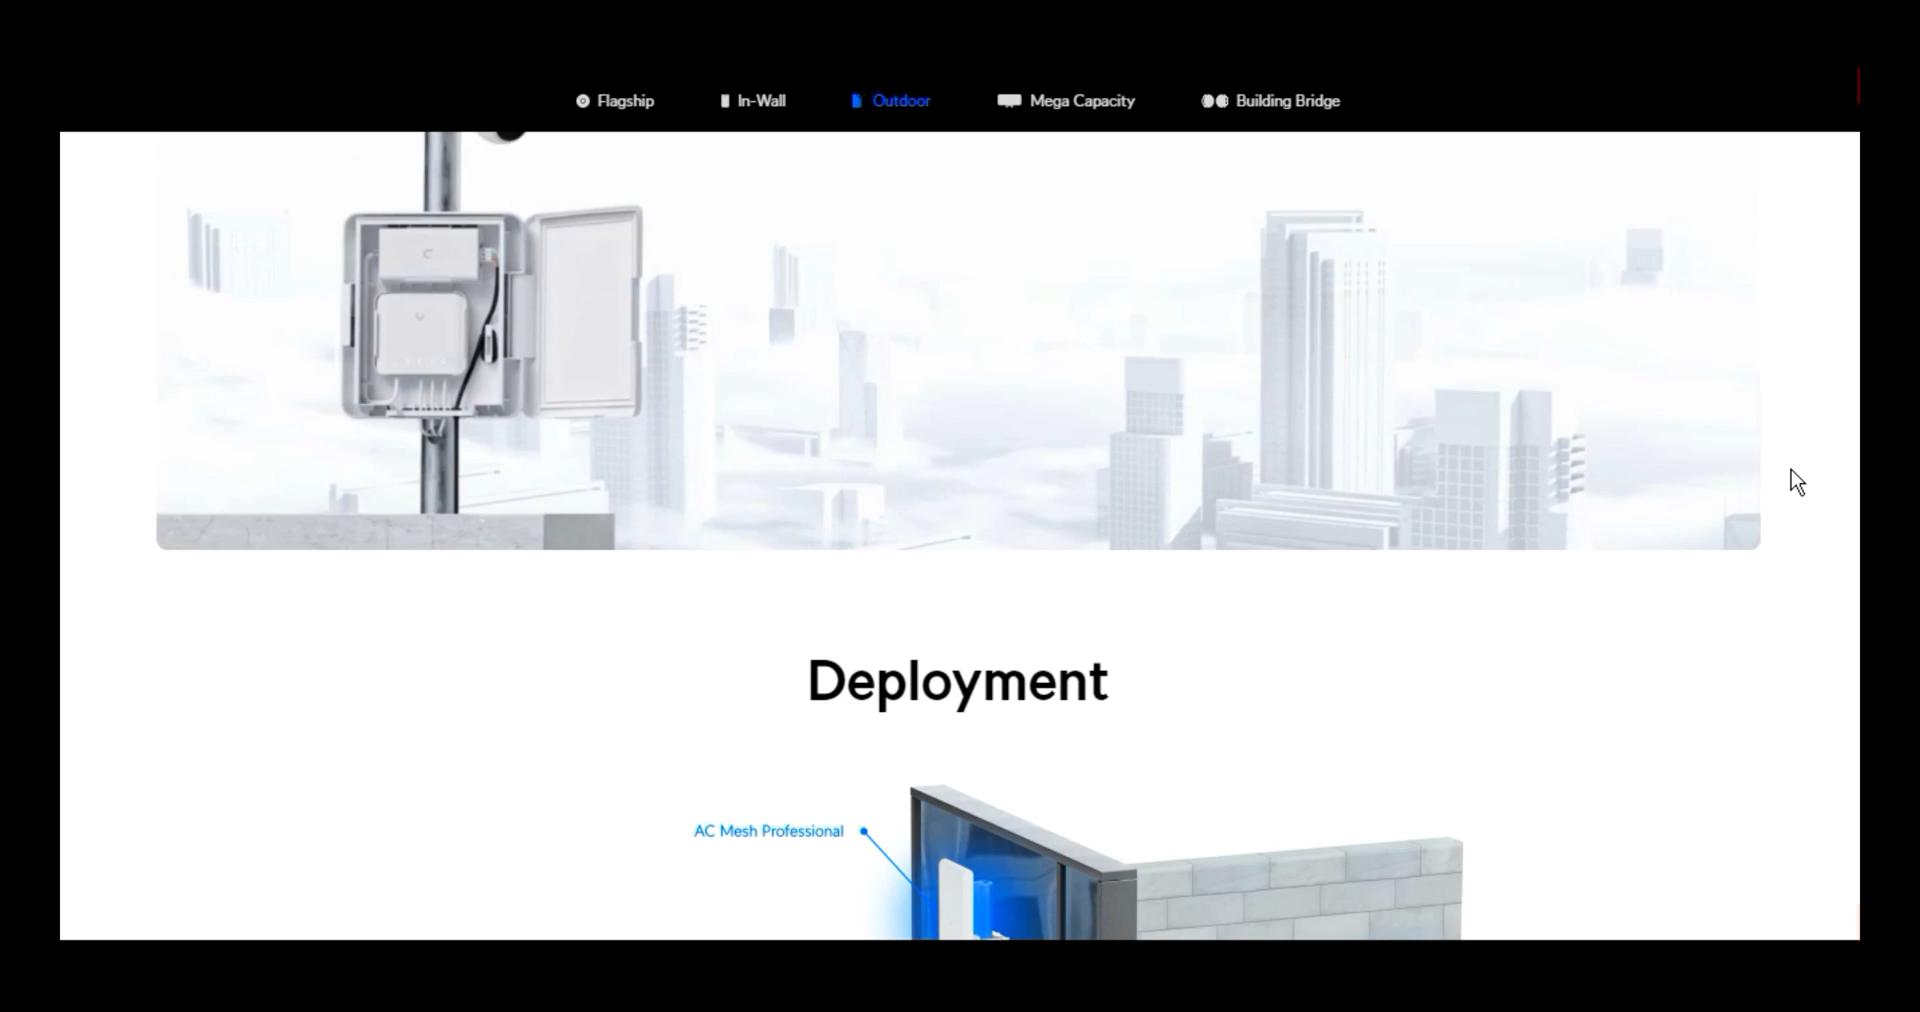 Flagship
In-Wall
Outdoor
Mega Capacity
Building Bridge
Deployment
AC Mesh Professional